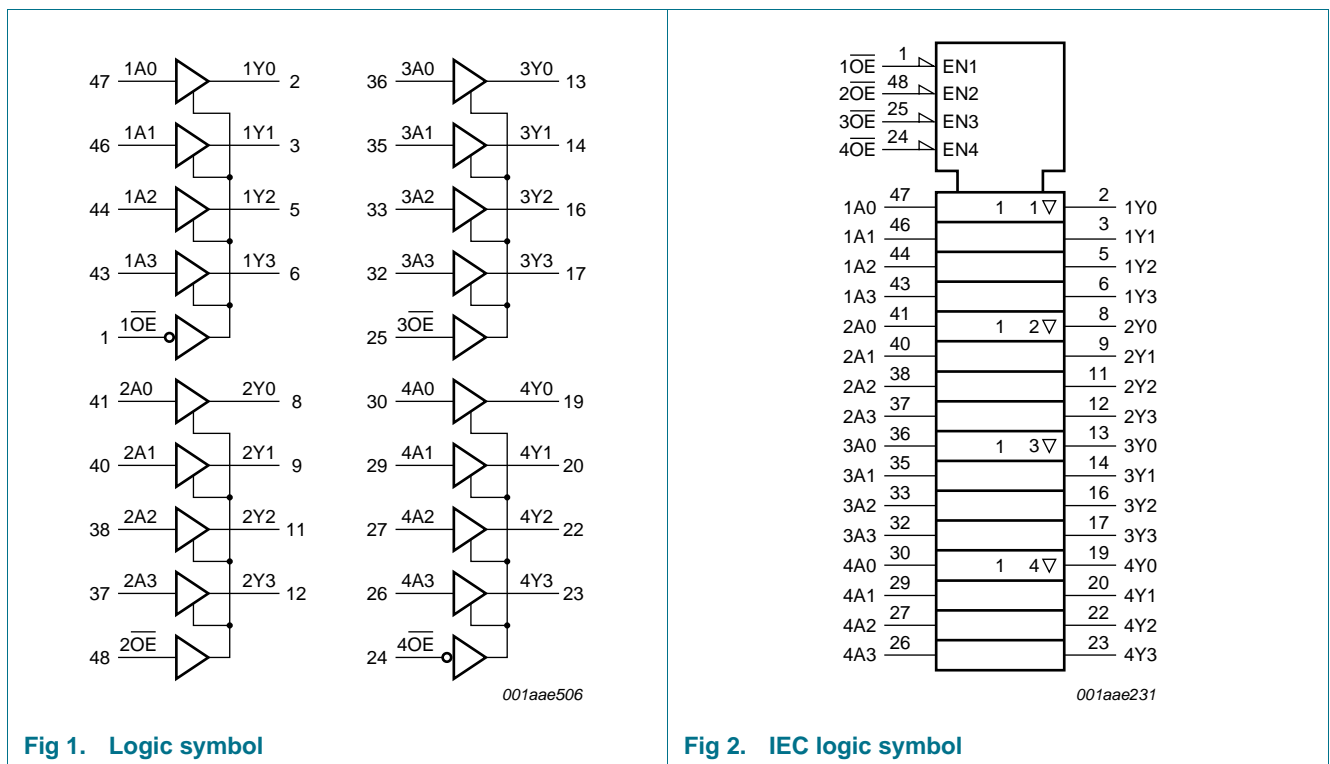 47 1A0 1Y0 2
46 1A1 1Y1 3
44 1A2 1Y2 5
43 1A3 1Y3 6
1 1O̅E̅
41 2A0 2Y0 8
40 2A1 2Y1 9
38 2A2 2Y2 11
37 2A3 2Y3 12
48 2O̅E̅
36 3A0 3Y0 13
35 3A1 3Y1 14
33 3A2 3Y2 16
32 3A3 3Y3 17
25 3O̅E̅
30 4A0 4Y0 19
29 4A1 4Y1 20
27 4A2 4Y2 22
26 4A3 4Y3 23
24 4O̅E̅
001aae506
Fig 1. Logic symbol
1O̅E̅ 1 EN1
2O̅E̅ 48 EN2
3O̅E̅ 25 EN3
4O̅E̅ 24 EN4
1A0 47 1 1▽ 2 1Y0
1A1 46 3 1Y1
1A2 44 5 1Y2
1A3 43 6 1Y3
2A0 41 1 2▽ 8 2Y0
2A1 40 9 2Y1
2A2 38 11 2Y2
2A3 37 12 2Y3
3A0 36 1 3▽ 13 3Y0
3A1 35 14 3Y1
3A2 33 16 3Y2
3A3 32 17 3Y3
4A0 30 1 4▽ 19 4Y0
4A1 29 20 4Y1
4A2 27 22 4Y2
4A3 26 23 4Y3
001aae231
Fig 2. IEC logic symbol